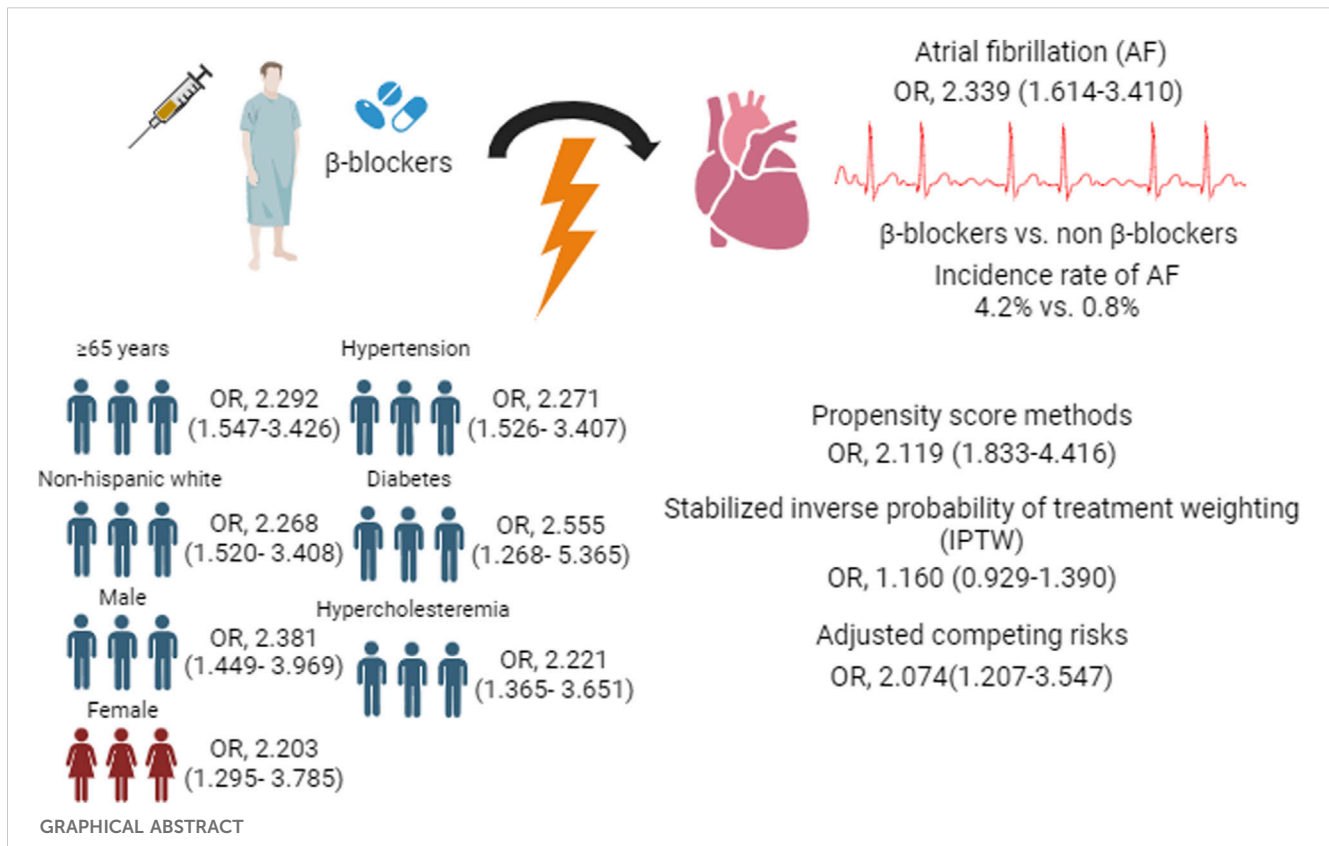 Atrial fibrillation (AF)
OR, 2.339 (1.614-3.410)
β-blockers
β-blockers vs. non β-blockers
Incidence rate of AF
4.2% vs. 0.8%
≥65 years
OR, 2.292
(1.547-3.426)
Hypertension
OR, 2.271
(1.526- 3.407)
Non-hispanic white
OR, 2.268
(1.520- 3.408)
Diabetes
OR, 2.555
(1.268- 5.365)
Male
OR, 2.381
(1.449- 3.969)
Hypercholesteremia
OR, 2.221
(1.365- 3.651)
Female
OR, 2.203
(1.295- 3.785)
Propensity score methods
OR, 2.119 (1.833-4.416)
Stabilized inverse probability of treatment weighting
(IPTW)
OR, 1.160 (0.929-1.390)
Adjusted competing risks
OR, 2.074(1.207-3.547)
GRAPHICAL ABSTRACT